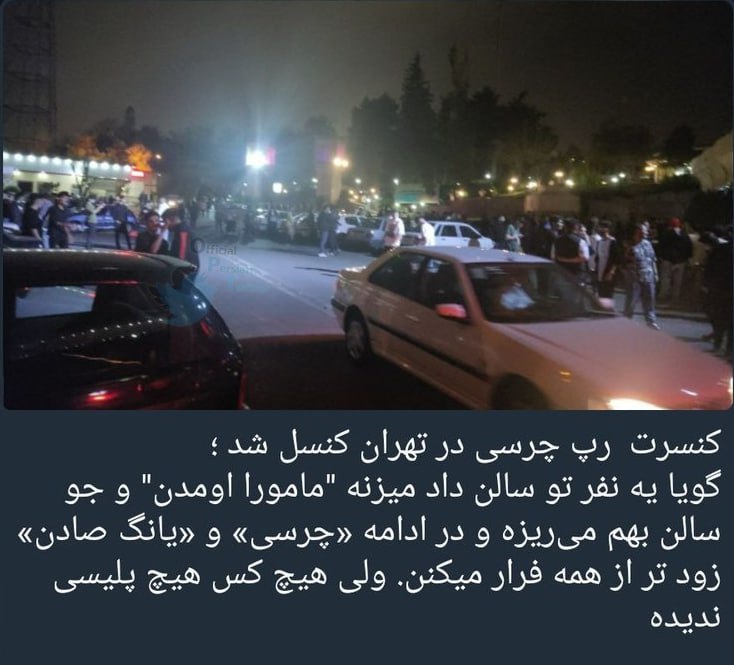 Official
Persian
کنسرت رپ چرسی در تهران کنسل شد ؛
گویا یه نفر تو سالن داد میزنه "مامورا اومدن" و جو
سالن بهم می‌ریزه و در ادامه «چرسی» و «یانگ صادن»
زود تر از همه فرار میکنن. ولی هیچ کس هیچ پلیسی
ندیده